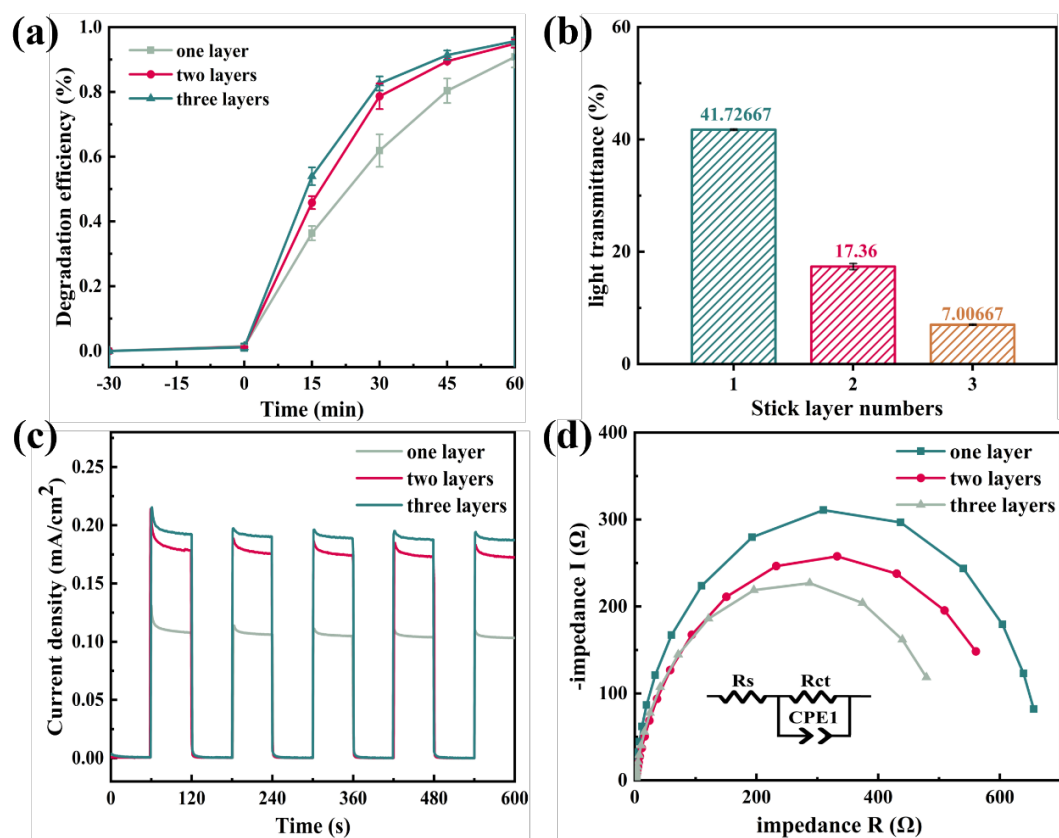 (a)
one layer
two layers
three layers
Degradation efficiency (%)
1.0
0.8
0.6
0.4
0.2
0.0
-30 -15 0 15 30 45 60
Time (min)
(b)
light transmittance (%)
60
40
20
0
41.72667
17.36
7.00667
1 2 3
Stick layer numbers
(c)
one layer
two layers
three layers
Current density (mA/cm²)
0.25
0.20
0.15
0.10
0.05
0.00
0 120 240 360 480 600
Time (s)
(d)
one layer
two layers
three layers
-impedance I (Ω)
400
300
200
100
0
Rs Rct
CPE1
0 200 400 600
impedance R (Ω)